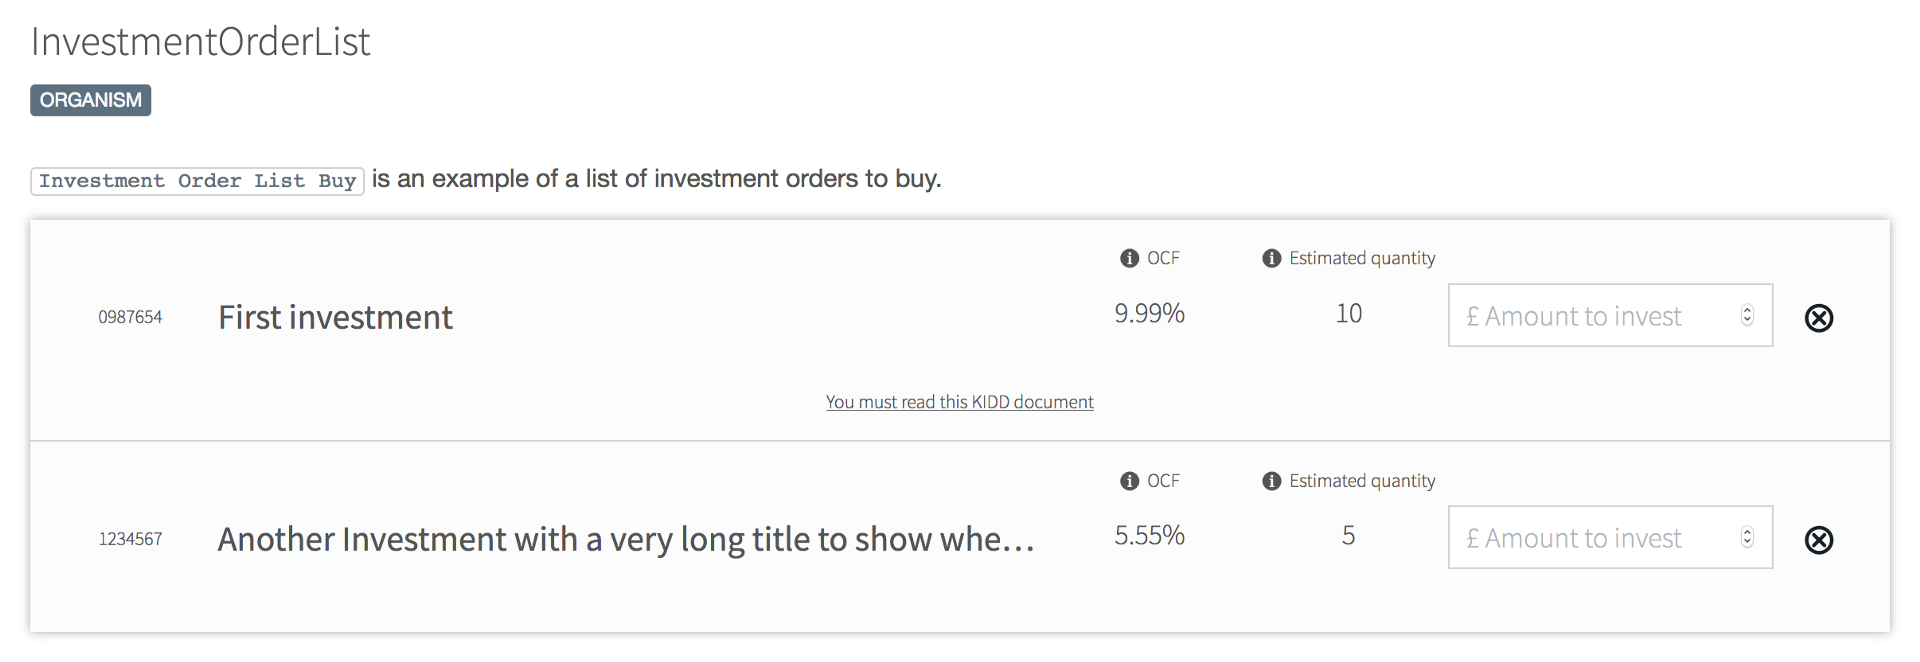 InvestmentOrderList
ORGANISM
Investment Order List Buy is an example of a list of investment orders to buy.
OCF Estimated quantity
0987654 First investment 9.99% 10 £ Amount to invest
You must read this KIDD document
OCF Estimated quantity
1234567 Another Investment with a very long title to show whe... 5.55% 5 £ Amount to invest